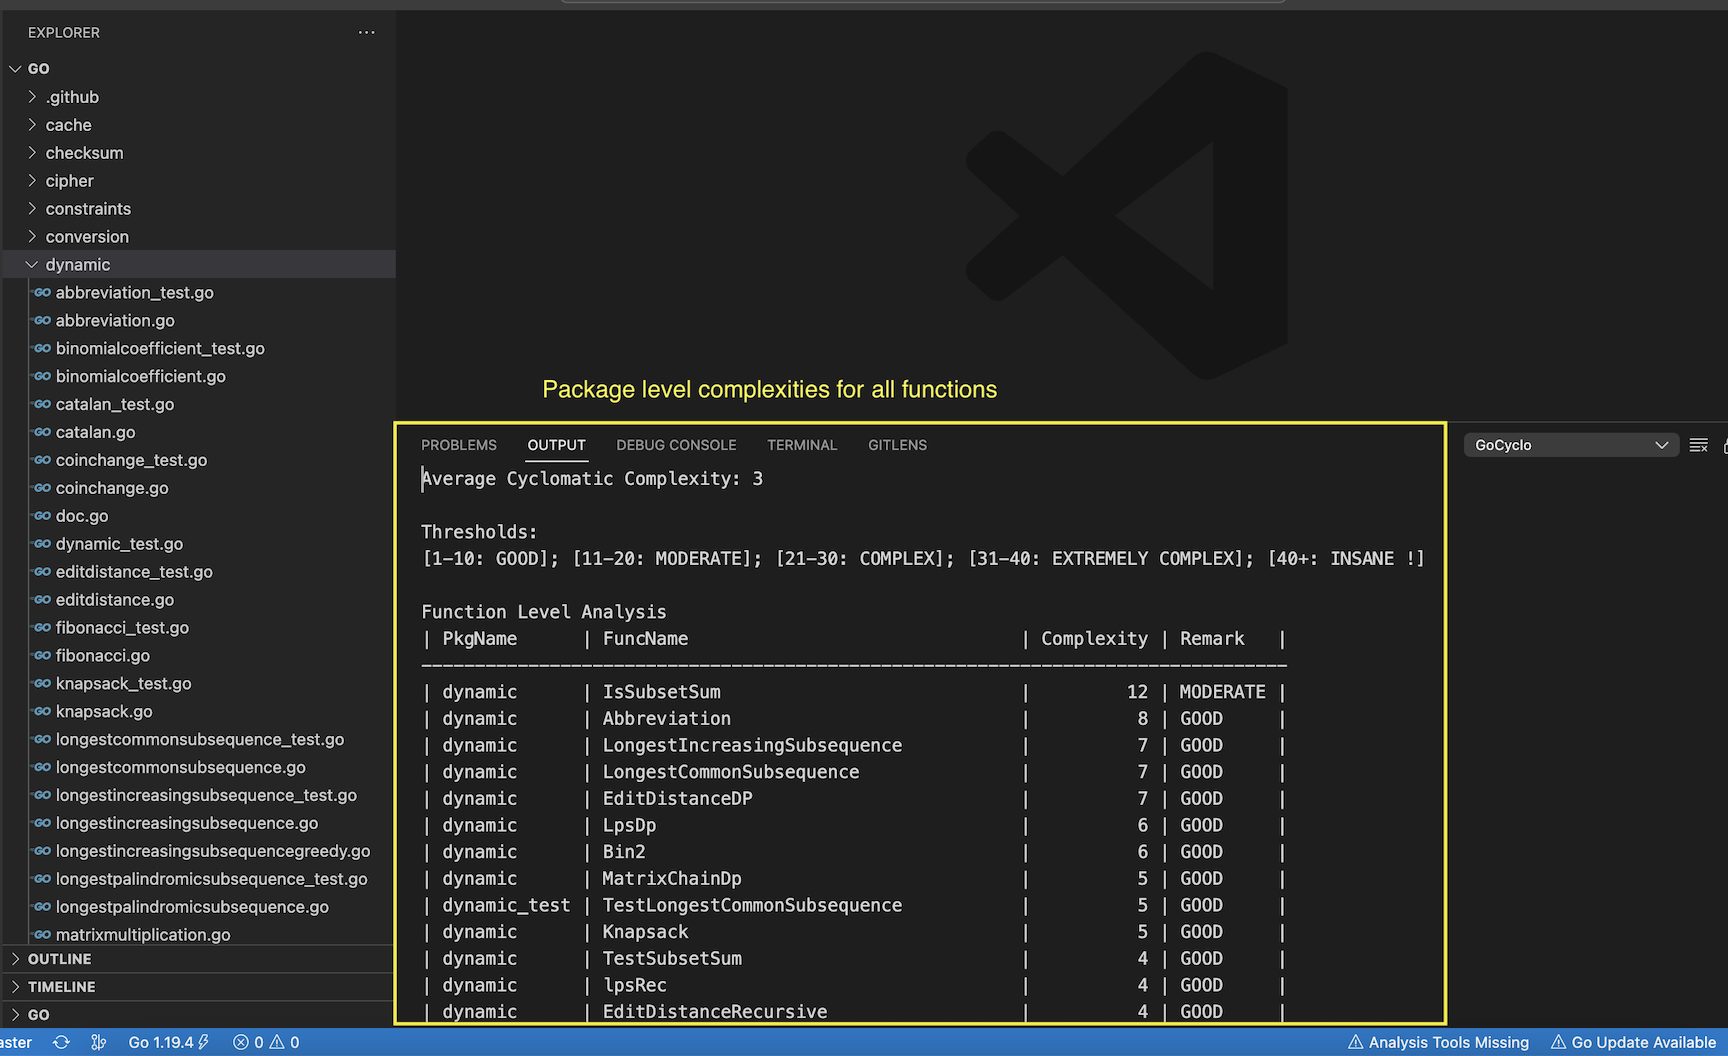 EXPLORER
GO
.github
cache
checksum
cipher
constraints
conversion
dynamic
abbreviation_test.go
abbreviation.go
binomialcoefficient_test.go
binomialcoefficient.go
catalan_test.go
catalan.go
coinchange_test.go
coinchange.go
doc.go
dynamic_test.go
editdistance_test.go
editdistance.go
fibonacci_test.go
fibonacci.go
knapsack_test.go
knapsack.go
longestcommonsubsequence_test.go
longestcommonsubsequence.go
longestincreasingsubsequence_test.go
longestincreasingsubsequence.go
longestincreasingsubsequencegreedy.go
longestpalindromicsubsequence_test.go
longestpalindromicsubsequence.go
matrixmultiplication.go
OUTLINE
TIMELINE
GO
Package level complexities for all functions
PROBLEMS OUTPUT DEBUG CONSOLE TERMINAL GITLENS
GoCyclo
Average Cyclomatic Complexity: 3
Thresholds:
[1-10: GOOD]; [11-20: MODERATE]; [21-30: COMPLEX]; [31-40: EXTREMELY COMPLEX]; [40+: INSANE !]
Function Level Analysis
| PkgName | FuncName | Complexity | Remark |
| dynamic | IsSubsetSum | 12 | MODERATE |
| dynamic | Abbreviation | 8 | GOOD |
| dynamic | LongestIncreasingSubsequence | 7 | GOOD |
| dynamic | LongestCommonSubsequence | 7 | GOOD |
| dynamic | EditDistanceDP | 7 | GOOD |
| dynamic | LpsDp | 6 | GOOD |
| dynamic | Bin2 | 6 | GOOD |
| dynamic | MatrixChainDp | 5 | GOOD |
| dynamic_test | TestLongestCommonSubsequence | 5 | GOOD |
| dynamic | Knapsack | 5 | GOOD |
| dynamic | TestSubsetSum | 4 | GOOD |
| dynamic | lpsRec | 4 | GOOD |
| dynamic | EditDistanceRecursive | 4 | GOOD |
aster Go 1.19.4 0 0 Analysis Tools Missing Go Update Available